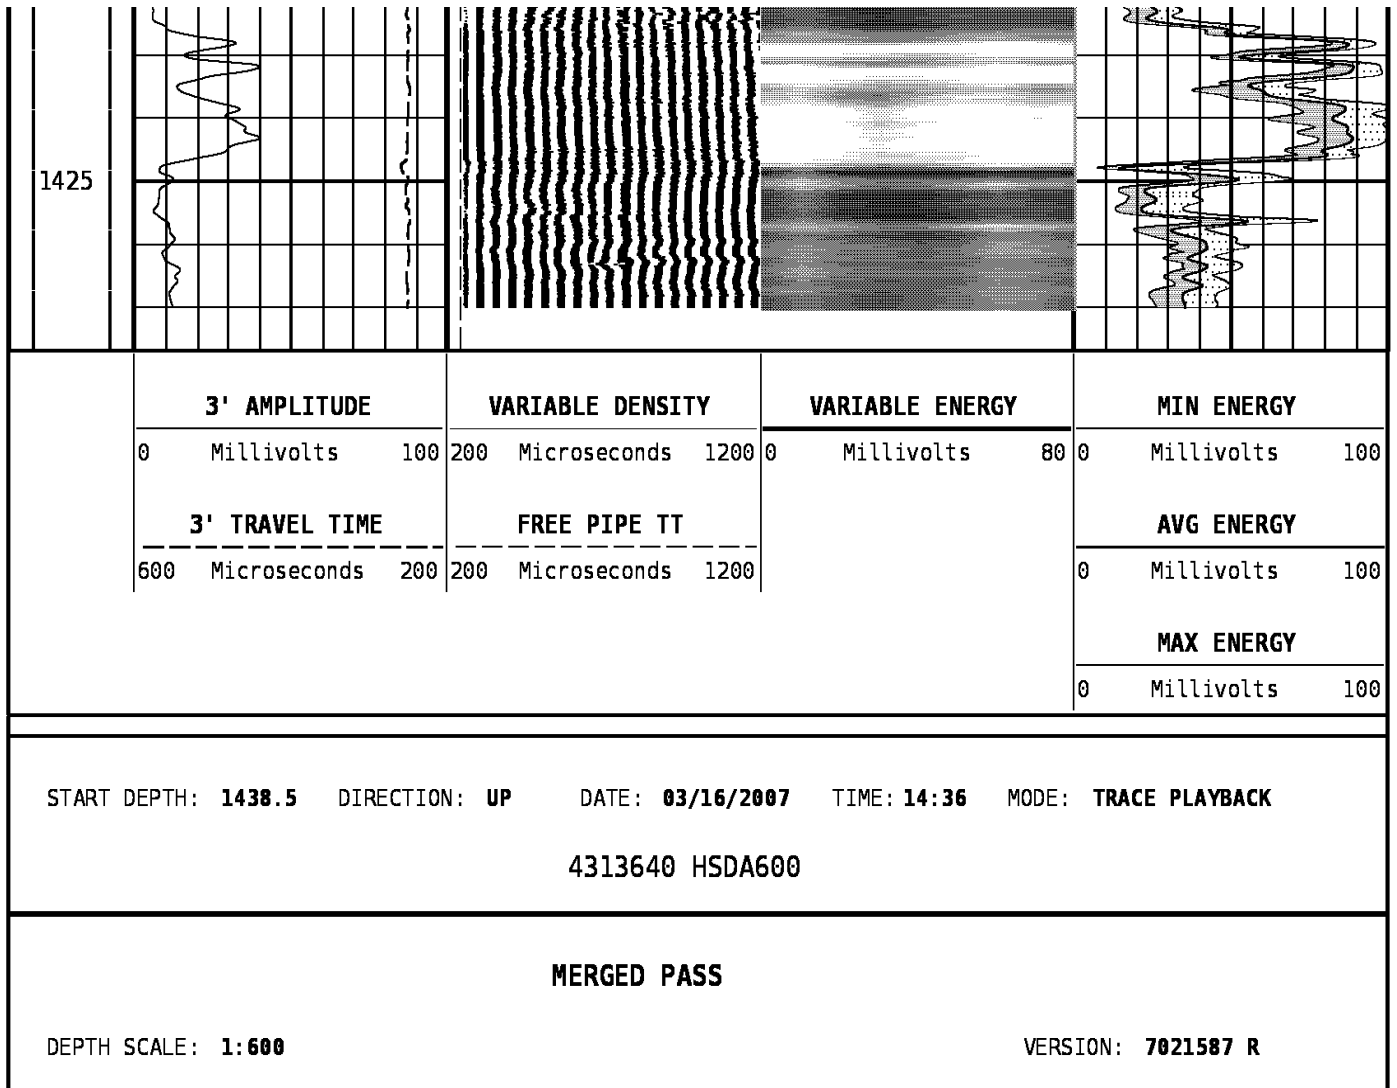 1425
3' AMPLITUDE VARIABLE DENSITY VARIABLE ENERGY MIN ENERGY
0 Millivolts 100 200 Microseconds 1200 0 Millivolts 80 0 Millivolts 100
3' TRAVEL TIME FREE PIPE TT AVG ENERGY
600 Microseconds 200 200 Microseconds 1200 0 Millivolts 100
MAX ENERGY
0 Millivolts 100
START DEPTH: 1438.5 DIRECTION: UP DATE: 03/16/2007 TIME: 14:36 MODE: TRACE PLAYBACK
4313640 HSDA600
MERGED PASS
DEPTH SCALE: 1:600 VERSION: 7021587 R